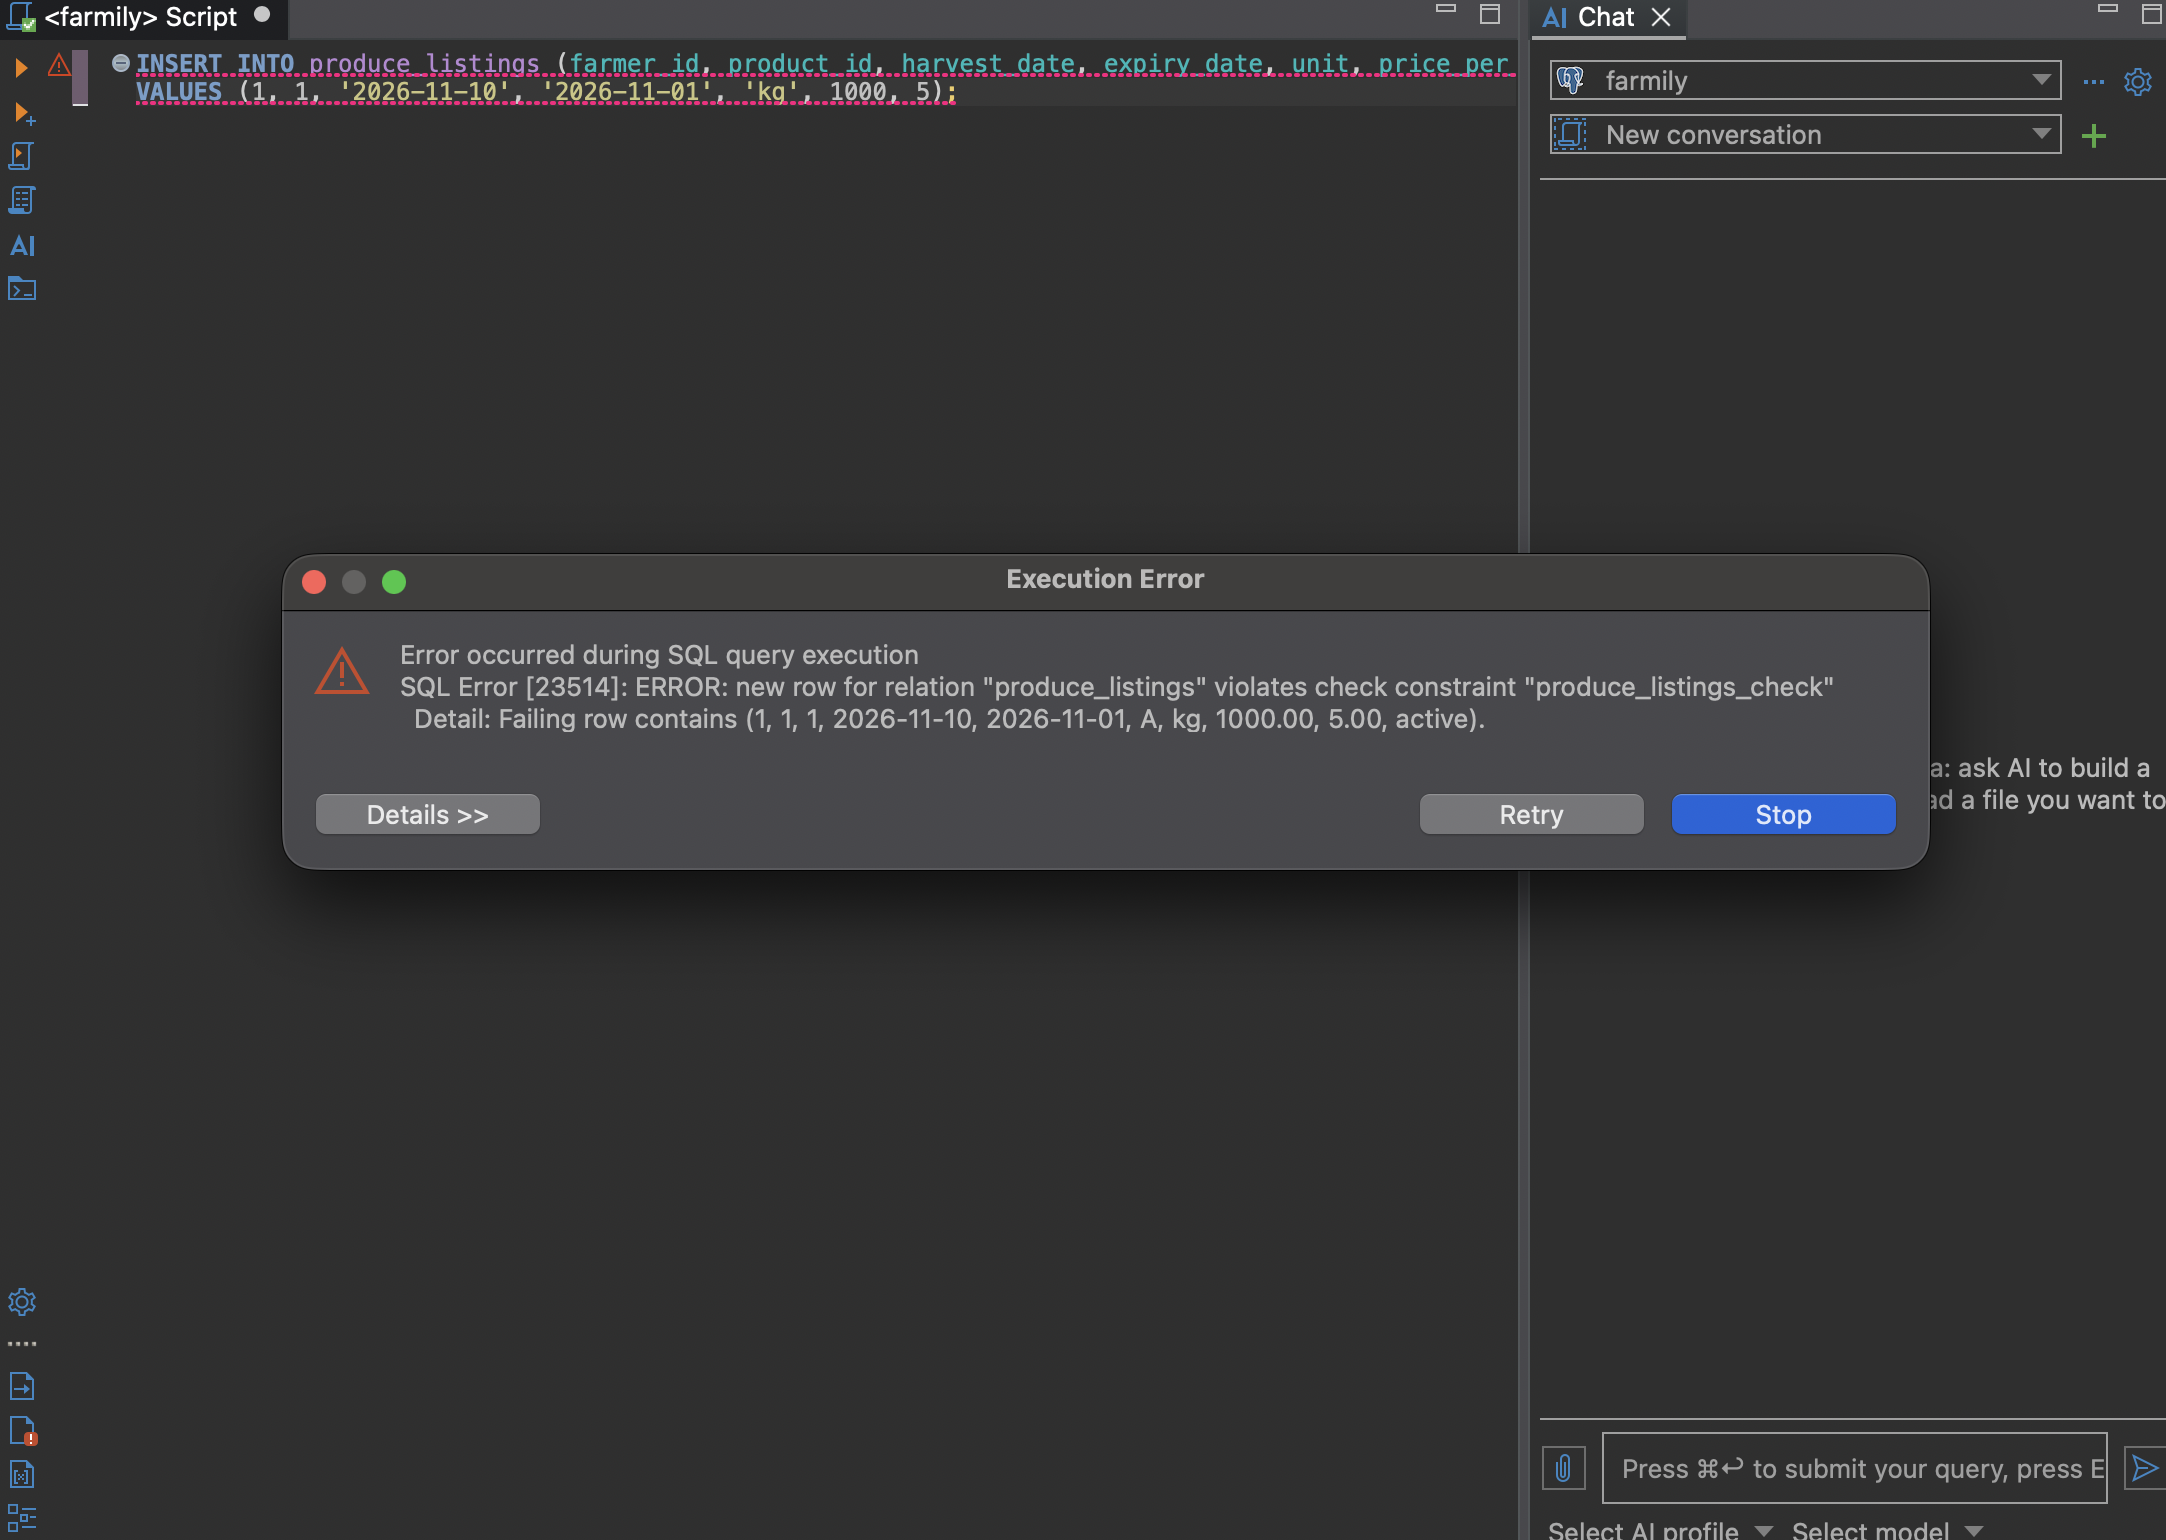 <farmily> Script
AI Chat
INSERT INTO produce_listings (farmer_id, product_id, harvest_date, expiry_date, unit, price_per_
VALUES (1, 1, '2026-11-10', '2026-11-01', 'kg', 1000, 5);
farmily
New conversation
AI
Execution Error
Error occurred during SQL query execution
SQL Error [23514]: ERROR: new row for relation "produce_listings" violates check constraint "produce_listings_check"
Detail: Failing row contains (1, 1, 1, 2026-11-10, 2026-11-01, A, kg, 1000.00, 5.00, active).
a: ask AI to build a
ad a file you want to
Details >>
Retry
Stop
Press ⌘↩ to submit your query, press E
Select AI profile
Select model